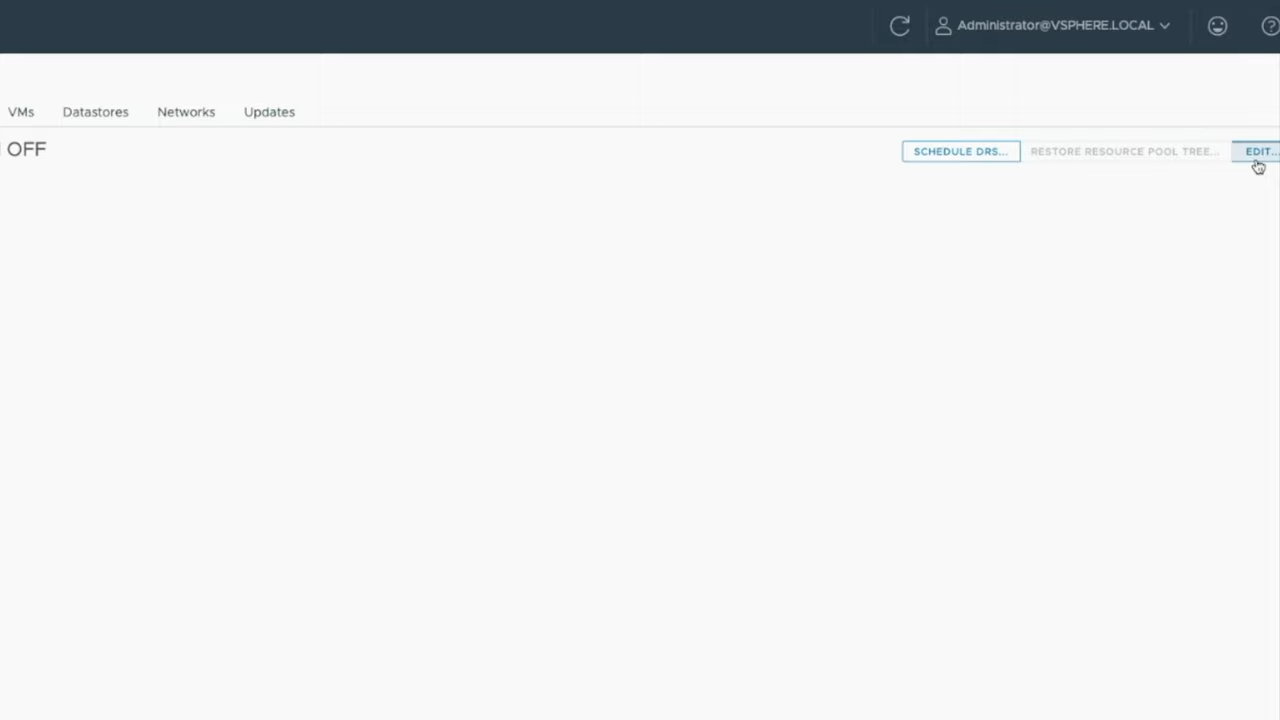 Administrator@VSPHERE.LOCAL
VMs Datastores Networks Updates
OFF
SCHEDULE DRS... RESTORE RESOURCE POOL TREE... EDIT...